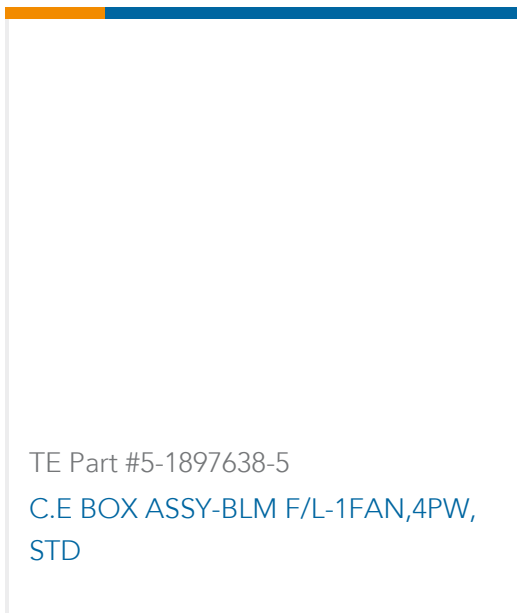 TE Part #5-1897638-5
C.E BOX ASSY-BLM F/L-1FAN,4PW,
STD